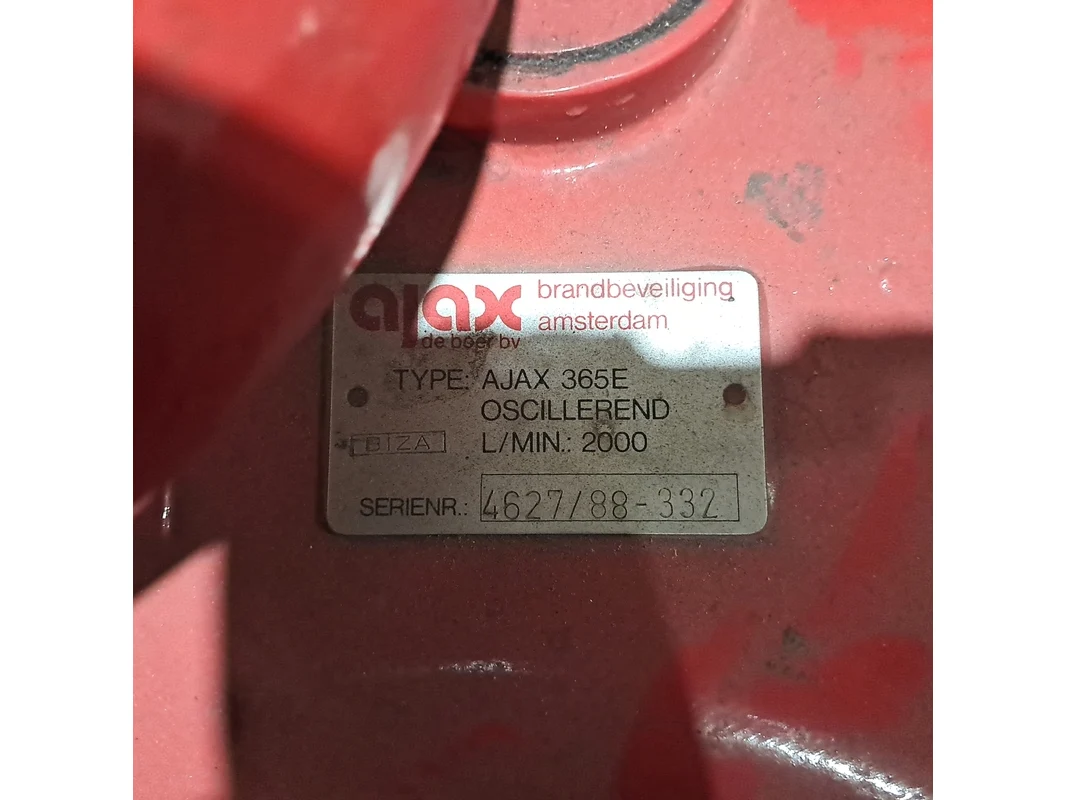 ajax brandbeveiliging
amsterdam
de boer bv
TYPE: AJAX 365E
OSCILLEREND
BIZA L/MIN.: 2000
SERIENR.: 4627/88-332